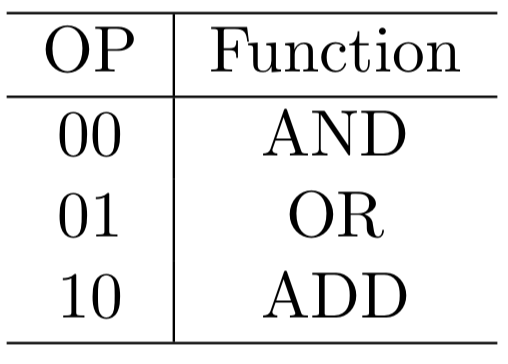 OP Function
00 AND
01 OR
10 ADD